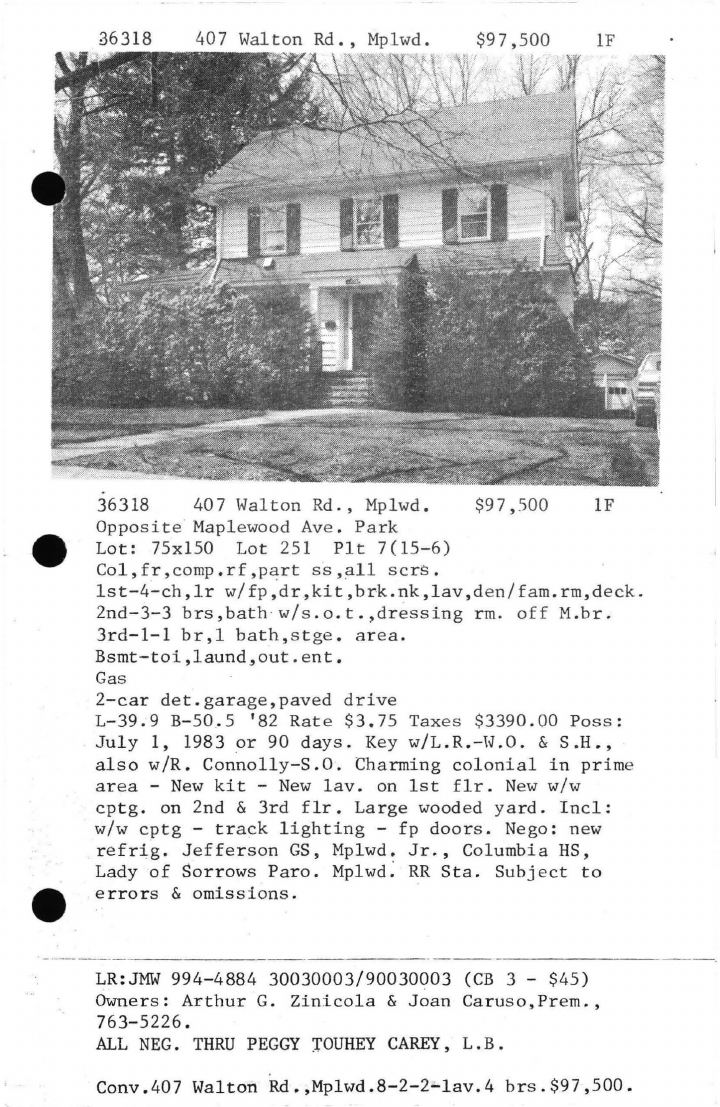 36318 407 Walton Rd., Mplwd. $97,500 1F
36318 407 Walton Rd., Mplwd. $97,500 1F
Opposite Maplewood Ave. Park
Lot: 75x150 Lot 251 Plt 7(15-6)
Col,fr,comp.rf,part ss,all scrs.
1st-4-ch,lr w/fp,dr,kit,brk.nk,lav,den/fam.rm,deck.
2nd-3-3 brs,bath w/s.o.t.,dressing rm. off M.br.
3rd-1-1 br,1 bath,stge. area.
Bsmt-toi,laund,out.ent.
Gas
2-car det.garage,paved drive
L-39.9 B-50.5 '82 Rate $3.75 Taxes $3390.00 Poss:
July 1, 1983 or 90 days. Key w/L.R.-W.O. & S.H.,
also w/R. Connolly-S.O. Charming colonial in prime
area - New kit - New lav. on 1st flr. New w/w
cptg. on 2nd & 3rd flr. Large wooded yard. Incl:
w/w cptg - track lighting - fp doors. Nego: new
refrig. Jefferson GS, Mplwd. Jr., Columbia HS,
Lady of Sorrows Paro. Mplwd. RR Sta. Subject to
errors & omissions.
LR:JMW 994-4884 30030003/90030003 (CB 3 - $45)
Owners: Arthur G. Zinicola & Joan Caruso,Prem.,
763-5226.
ALL NEG. THRU PEGGY TOUHEY CAREY, L.B.
Conv.407 Walton Rd.,Mplwd.8-2-2-lav.4 brs.$97,500.